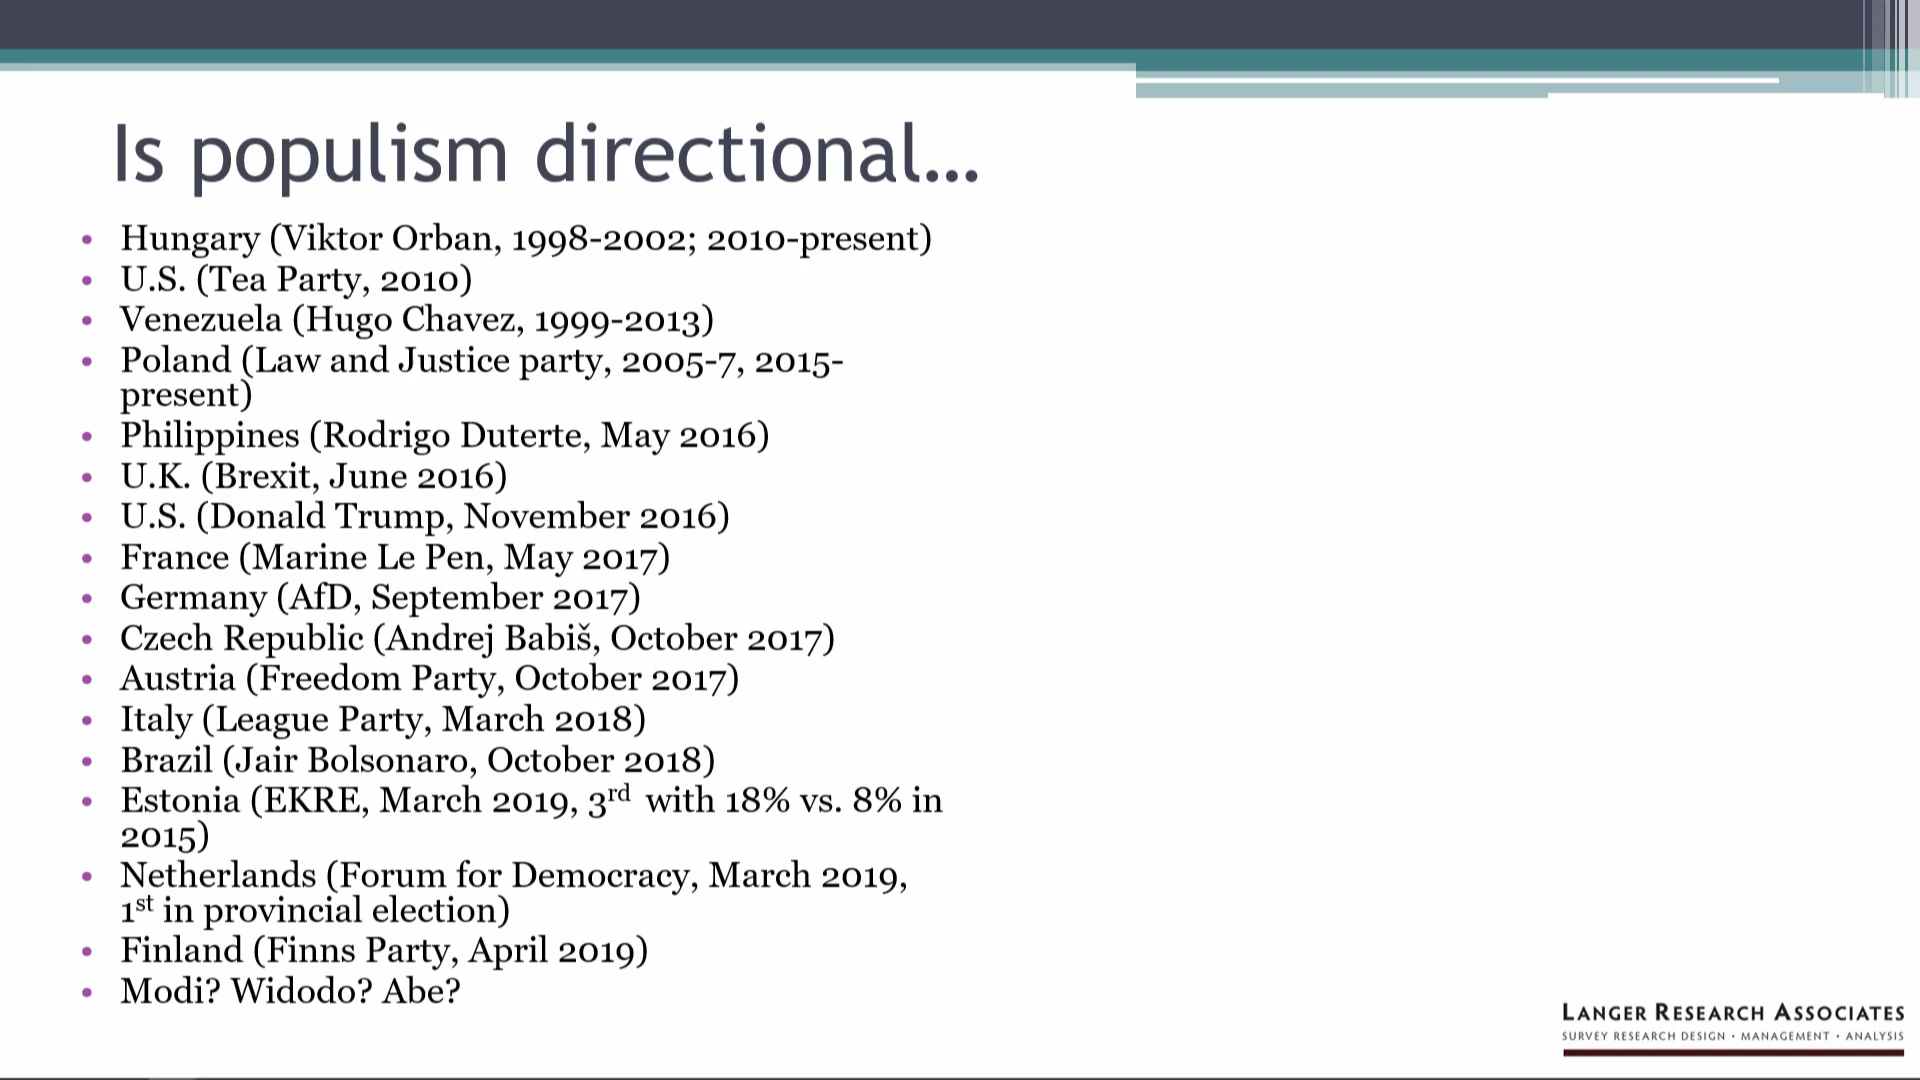 Is populism directional...
• Hungary (Viktor Orban, 1998-2002; 2010-present)
• U.S. (Tea Party, 2010)
• Venezuela (Hugo Chavez, 1999-2013)
• Poland (Law and Justice party, 2005-7, 2015-
present)
• Philippines (Rodrigo Duterte, May 2016)
• U.K. (Brexit, June 2016)
• U.S. (Donald Trump, November 2016)
• France (Marine Le Pen, May 2017)
• Germany (AfD, September 2017)
• Czech Republic (Andrej Babiš, October 2017)
• Austria (Freedom Party, October 2017)
• Italy (League Party, March 2018)
• Brazil (Jair Bolsonaro, October 2018)
• Estonia (EKRE, March 2019, 3rd with 18% vs. 8% in
2015)
• Netherlands (Forum for Democracy, March 2019,
1st in provincial election)
• Finland (Finns Party, April 2019)
• Modi? Widodo? Abe?
LANGER RESEARCH ASSOCIATES
SURVEY RESEARCH DESIGN · MANAGEMENT · ANALYSIS